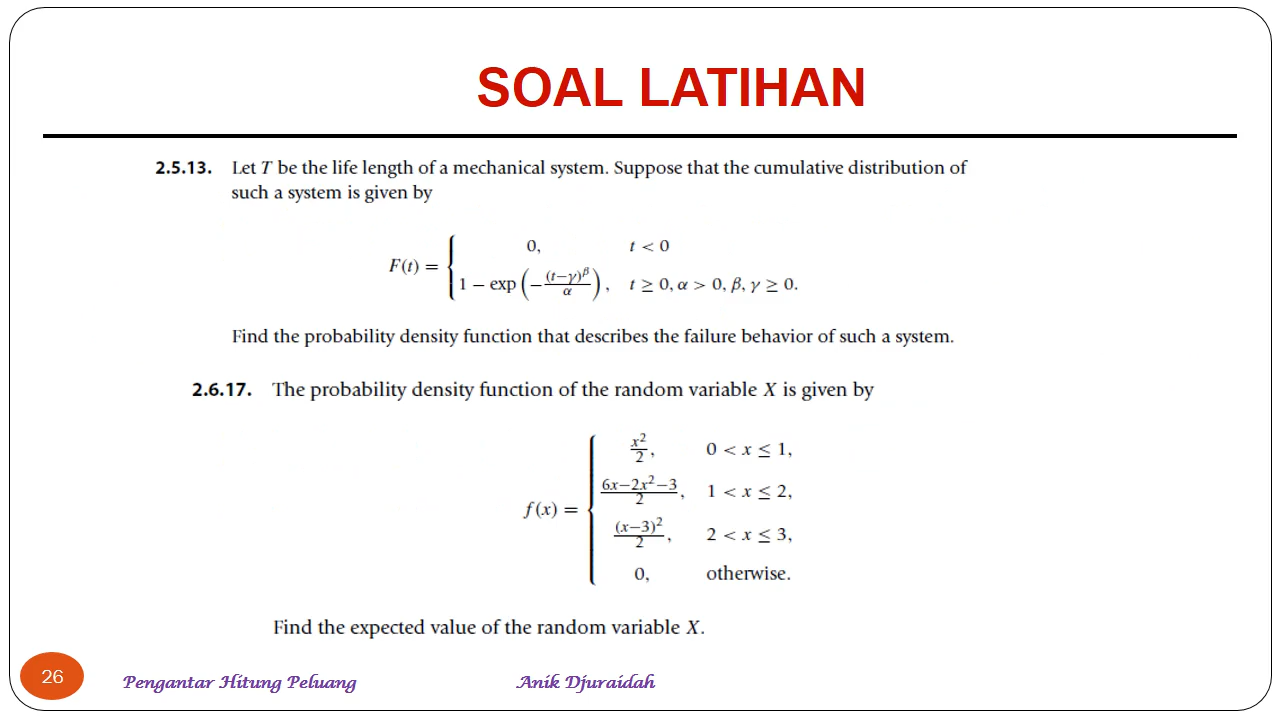 SOAL LATIHAN
2.5.13. Let T be the life length of a mechanical system. Suppose that the cumulative distribution of
such a system is given by
F(t) = { 0, t < 0
1 − exp (−(t−γ)^β / α), t ≥ 0, α > 0, β, γ ≥ 0.
Find the probability density function that describes the failure behavior of such a system.
2.6.17. The probability density function of the random variable X is given by
f(x) = { x²/2, 0 < x ≤ 1,
(6x−2x²−3)/2, 1 < x ≤ 2,
(x−3)²/2, 2 < x ≤ 3,
0, otherwise.
Find the expected value of the random variable X.
26 Pengantar Hitung Peluang Anik Djuraidah